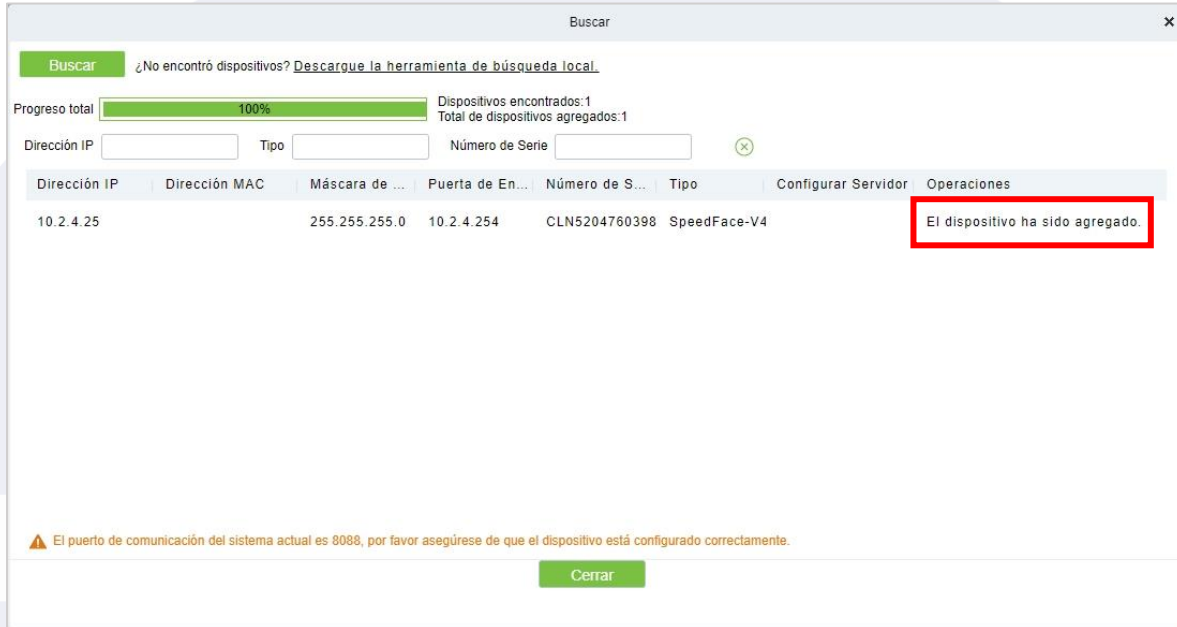 Buscar
×
Buscar ¿No encontró dispositivos? Descargue la herramienta de búsqueda local.
Progreso total 100% Dispositivos encontrados:1
Total de dispositivos agregados:1
Dirección IP Tipo Número de Serie
Dirección IP Dirección MAC Máscara de ... Puerta de En... Número de S... Tipo Configurar Servidor Operaciones
10.2.4.25 255.255.255.0 10.2.4.254 CLN5204760398 SpeedFace-V4 El dispositivo ha sido agregado.
El puerto de comunicación del sistema actual es 8088, por favor asegúrese de que el dispositivo está configurado correctamente.
Cerrar